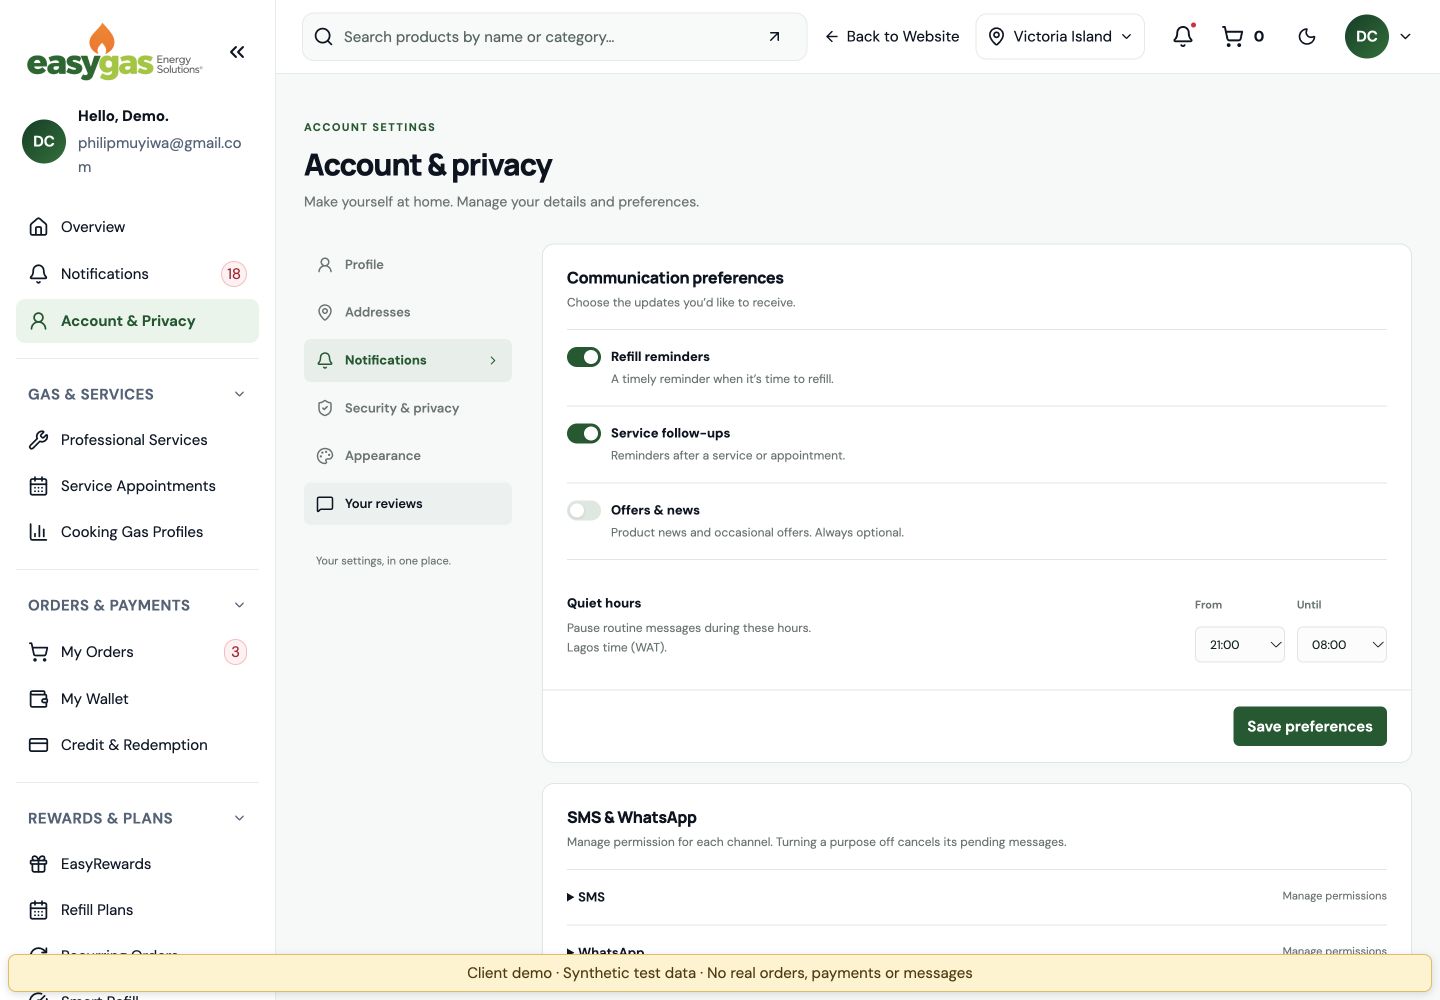 easygas Energy Solutions
Hello, Demo.
DC
philipmuyiwa@gmail.co
m
Overview
Notifications 18
Account & Privacy
GAS & SERVICES
Professional Services
Service Appointments
Cooking Gas Profiles
ORDERS & PAYMENTS
My Orders 3
My Wallet
Credit & Redemption
REWARDS & PLANS
EasyRewards
Refill Plans
Recurring Orders
Smart Refill
Search products by name or category...
Back to Website
Victoria Island
0
DC
ACCOUNT SETTINGS
Account & privacy
Make yourself at home. Manage your details and preferences.
Profile
Addresses
Notifications
Security & privacy
Appearance
Your reviews
Your settings, in one place.
Communication preferences
Choose the updates you’d like to receive.
Refill reminders
A timely reminder when it’s time to refill.
Service follow-ups
Reminders after a service or appointment.
Offers & news
Product news and occasional offers. Always optional.
Quiet hours
Pause routine messages during these hours.
Lagos time (WAT).
From Until
21:00 08:00
Save preferences
SMS & WhatsApp
Manage permission for each channel. Turning a purpose off cancels its pending messages.
SMS Manage permissions
WhatsApp Manage permissions
Client demo · Synthetic test data · No real orders, payments or messages